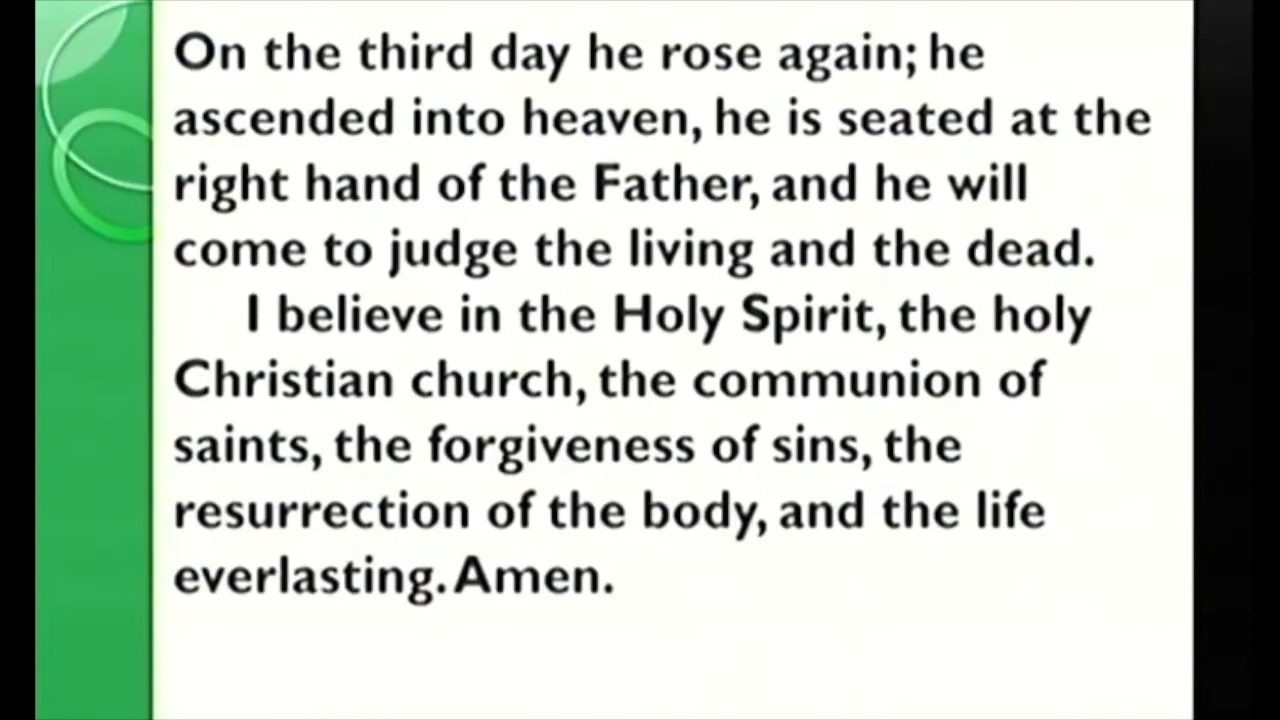 On the third day he rose again; he
ascended into heaven, he is seated at the
right hand of the Father, and he will
come to judge the living and the dead.
I believe in the Holy Spirit, the holy
Christian church, the communion of
saints, the forgiveness of sins, the
resurrection of the body, and the life
everlasting. Amen.